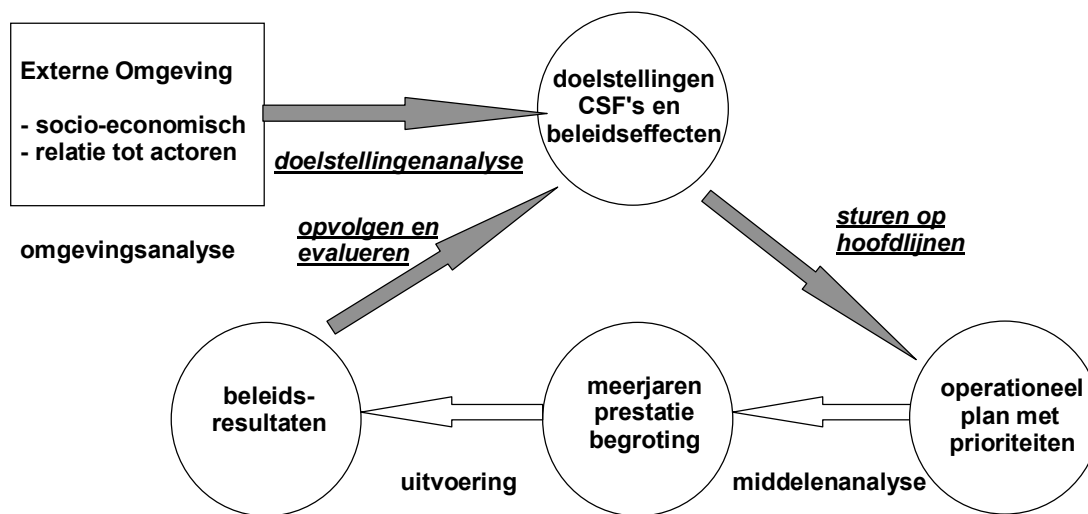 Externe Omgeving
- socio-economisch
- relatie tot actoren
omgevingsanalyse
doelstellingenanalyse
doelstellingen
CSF's en
beleidseffecten
opvolgen en
evalueren
sturen op
hoofdlijnen
beleids-
resultaten
uitvoering
meerjaren
prestatie
begroting
middelenanalyse
operationeel
plan met
prioriteiten